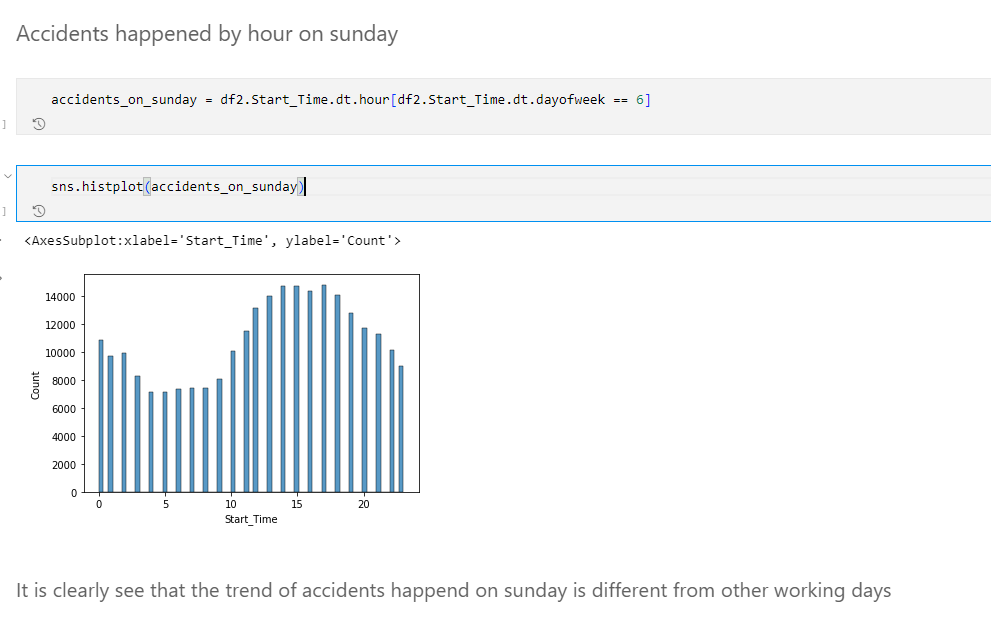 Accidents happened by hour on sunday
accidents_on_sunday = df2.Start_Time.dt.hour[df2.Start_Time.dt.dayofweek == 6]
]
sns.histplot(accidents_on_sunday)
]
<AxesSubplot:xlabel='Start_Time', ylabel='Count'>
14000
12000
10000
8000
6000
4000
2000
0
Count
0 5 10 15 20
Start_Time
It is clearly see that the trend of accidents happend on sunday is different from other working days